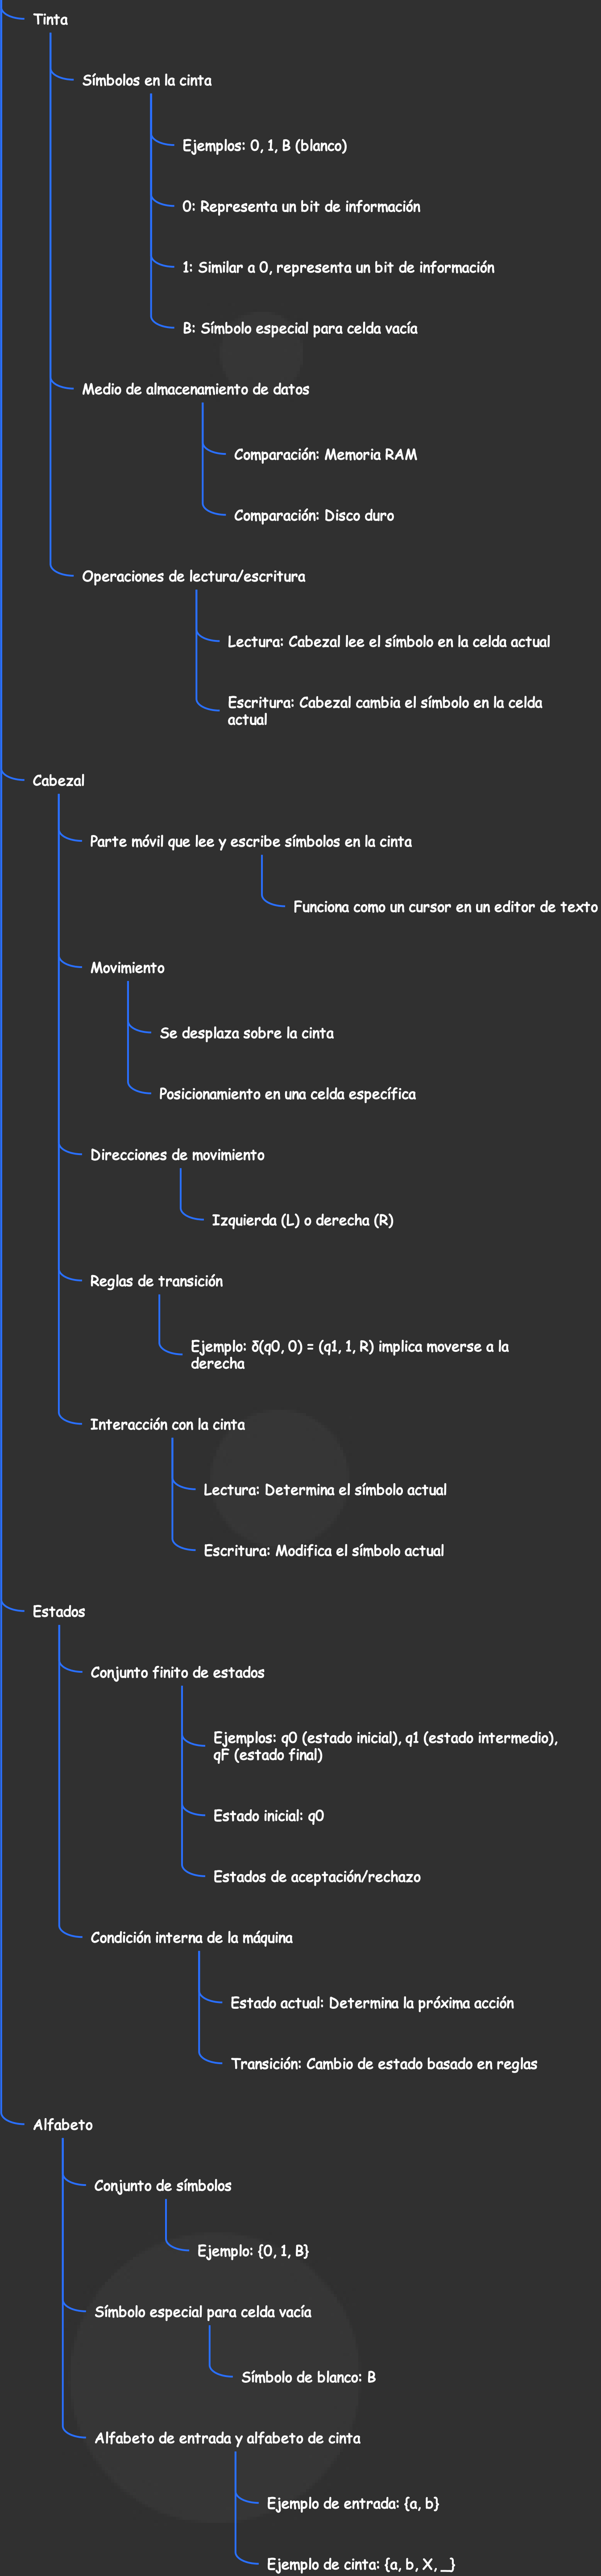 Tinta
Símbolos en la cinta
Ejemplos: 0, 1, B (blanco)
0: Representa un bit de información
1: Similar a 0, representa un bit de información
B: Símbolo especial para celda vacía
Medio de almacenamiento de datos
Comparación: Memoria RAM
Comparación: Disco duro
Operaciones de lectura/escritura
Lectura: Cabezal lee el símbolo en la celda actual
Escritura: Cabezal cambia el símbolo en la celda
actual
Cabezal
Parte móvil que lee y escribe símbolos en la cinta
Funciona como un cursor en un editor de texto
Movimiento
Se desplaza sobre la cinta
Posicionamiento en una celda específica
Direcciones de movimiento
Izquierda (L) o derecha (R)
Reglas de transición
Ejemplo: δ(q0, 0) = (q1, 1, R) implica moverse a la
derecha
Interacción con la cinta
Lectura: Determina el símbolo actual
Escritura: Modifica el símbolo actual
Estados
Conjunto finito de estados
Ejemplos: q0 (estado inicial), q1 (estado intermedio),
qF (estado final)
Estado inicial: q0
Estados de aceptación/rechazo
Condición interna de la máquina
Estado actual: Determina la próxima acción
Transición: Cambio de estado basado en reglas
Alfabeto
Conjunto de símbolos
Ejemplo: {0, 1, B}
Símbolo especial para celda vacía
Símbolo de blanco: B
Alfabeto de entrada y alfabeto de cinta
Ejemplo de entrada: {a, b}
Ejemplo de cinta: {a, b, X, _}